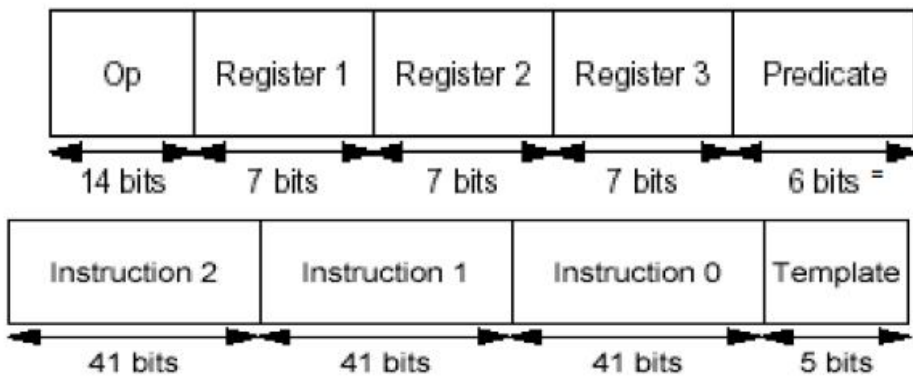 Op Register 1 Register 2 Register 3 Predicate
14 bits 7 bits 7 bits 7 bits 6 bits =
Instruction 2 Instruction 1 Instruction 0 Template
41 bits 41 bits 41 bits 5 bits